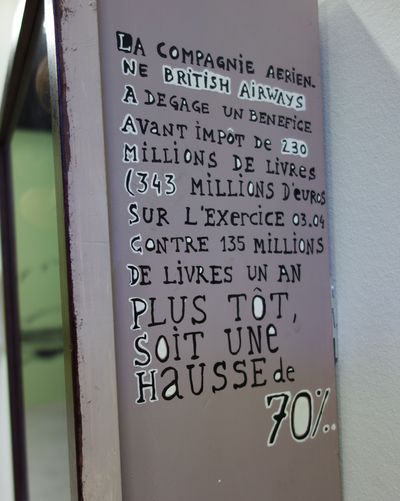 LA COMPAGNIE AERIEN-
NE BRITISH AIRWAYS
A DEGAGE UN BENEFICE
AVANT IMPÔT DE 230
MILLIONS DE LIVRES
(343 MILLIONS D'EUROS
SUR L'EXERCICE 03.04
CONTRE 135 MILLIONS
DE LIVRES UN AN
PLUS TÔT,
SOIT UNe
HaUSSE de
70%.